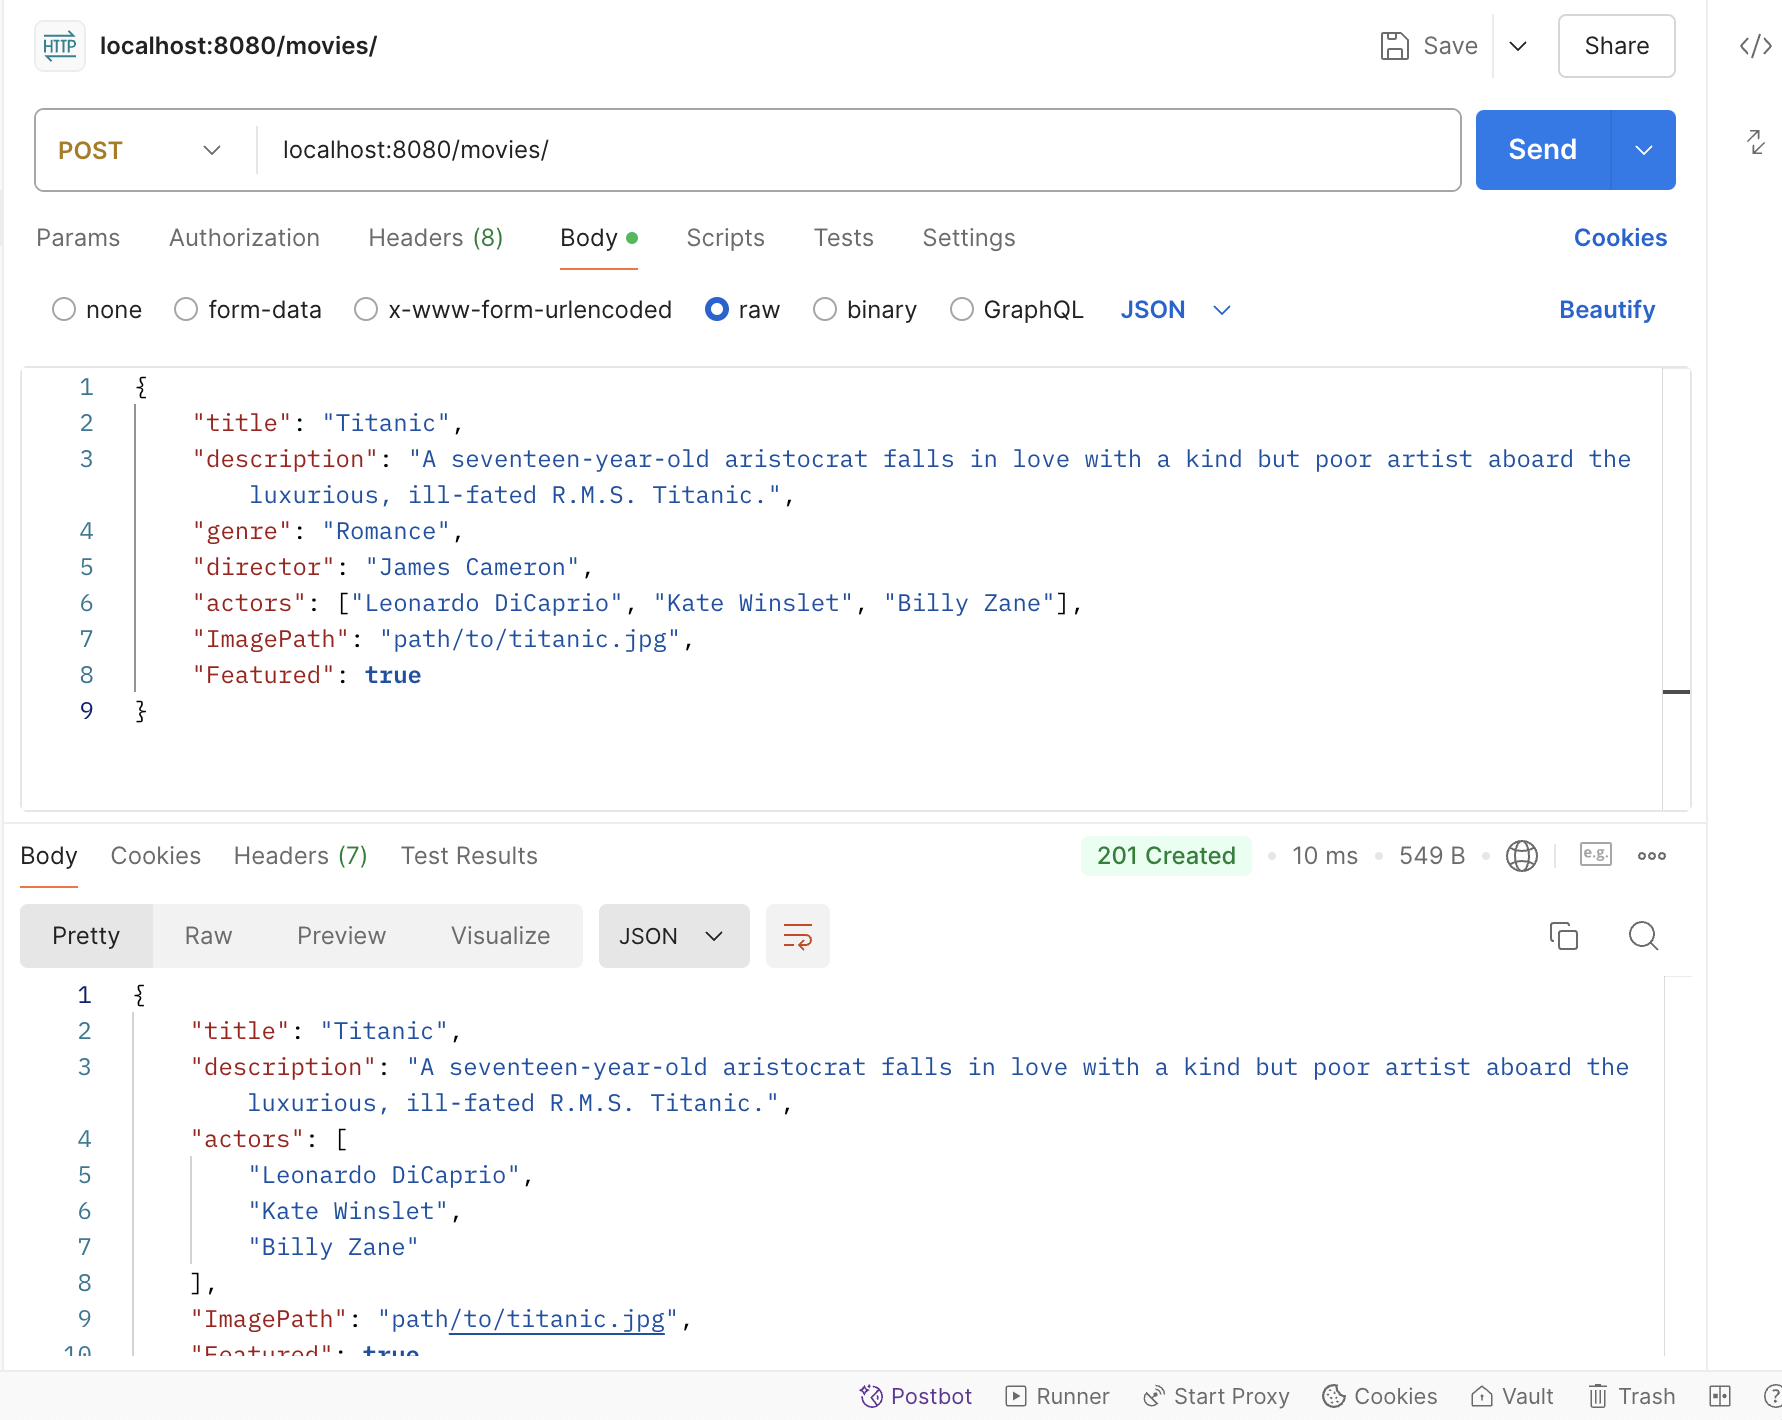 HTTP localhost:8080/movies/ Save Share
POST localhost:8080/movies/ Send
Params Authorization Headers (8) Body Scripts Tests Settings Cookies
none form-data x-www-form-urlencoded raw binary GraphQL JSON Beautify
1 {
2 "title": "Titanic",
3 "description": "A seventeen-year-old aristocrat falls in love with a kind but poor artist aboard the
luxurious, ill-fated R.M.S. Titanic.",
4 "genre": "Romance",
5 "director": "James Cameron",
6 "actors": ["Leonardo DiCaprio", "Kate Winslet", "Billy Zane"],
7 "ImagePath": "path/to/titanic.jpg",
8 "Featured": true
9 }
Body Cookies Headers (7) Test Results 201 Created 10 ms 549 B e.g.
Pretty Raw Preview Visualize JSON
1 {
2 "title": "Titanic",
3 "description": "A seventeen-year-old aristocrat falls in love with a kind but poor artist aboard the
luxurious, ill-fated R.M.S. Titanic.",
4 "actors": [
5 "Leonardo DiCaprio",
6 "Kate Winslet",
7 "Billy Zane"
8 ],
9 "ImagePath": "path/to/titanic.jpg",
10 "Featured": true
Postbot Runner Start Proxy Cookies Vault Trash